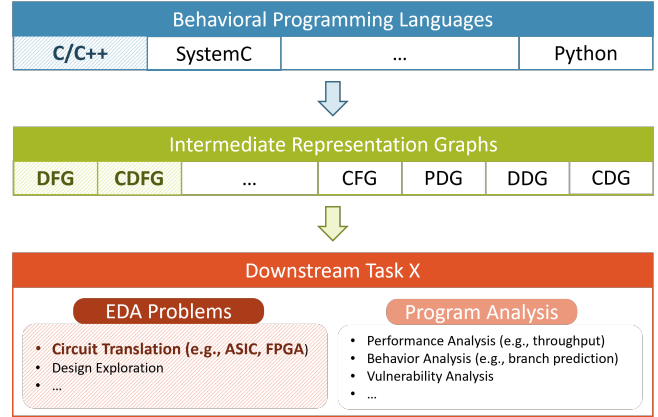 Behavioral Programming Languages
C/C++ SystemC ... Python
Intermediate Representation Graphs
DFG CDFG ... CFG PDG DDG CDG
Downstream Task X
EDA Problems
• Circuit Translation (e.g., ASIC, FPGA)
• Design Exploration
• ...
Program Analysis
• Performance Analysis (e.g., throughput)
• Behavior Analysis (e.g., branch prediction)
• Vulnerability Analysis
• ...